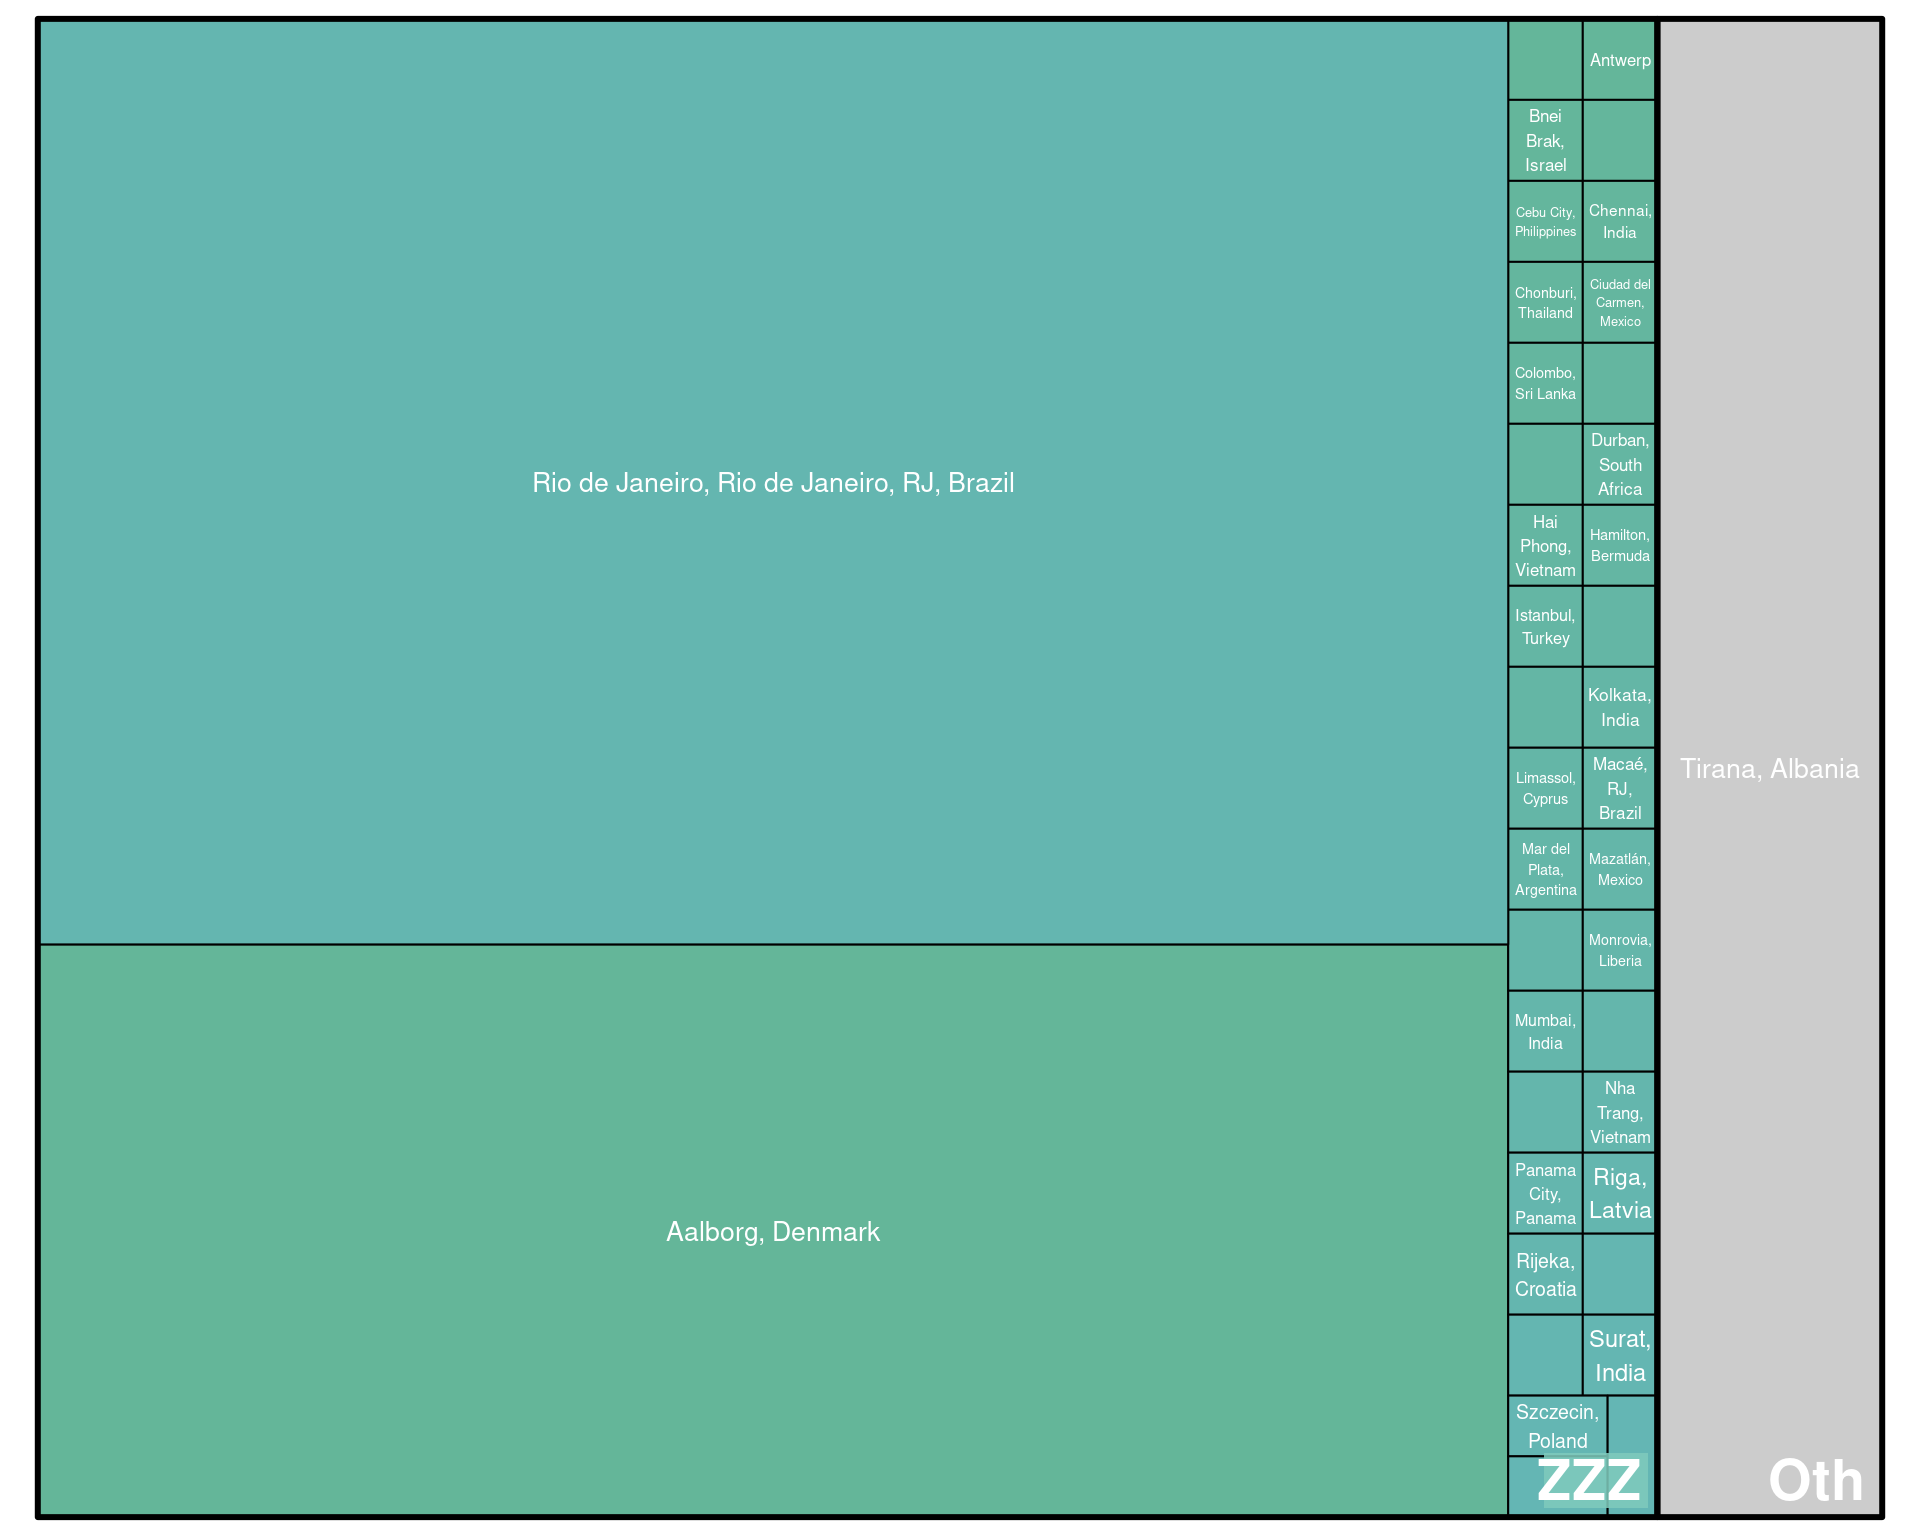 Rio de Janeiro, Rio de Janeiro, RJ, Brazil
Aalborg, Denmark
Antwerp
Bnei
Brak,
Israel
Cebu City,
Philippines
Chennai,
India
Chonburi,
Thailand
Ciudad del
Carmen,
Mexico
Colombo,
Sri Lanka
Durban,
South
Africa
Hai
Phong,
Vietnam
Hamilton,
Bermuda
Istanbul,
Turkey
Kolkata,
India
Limassol,
Cyprus
Macaé,
RJ,
Brazil
Mar del
Plata,
Argentina
Mazatlán,
Mexico
Monrovia,
Liberia
Mumbai,
India
Nha
Trang,
Vietnam
Panama
City,
Panama
Riga,
Latvia
Rijeka,
Croatia
Surat,
India
Szczecin,
Poland
ZZZ
Tirana, Albania
Oth